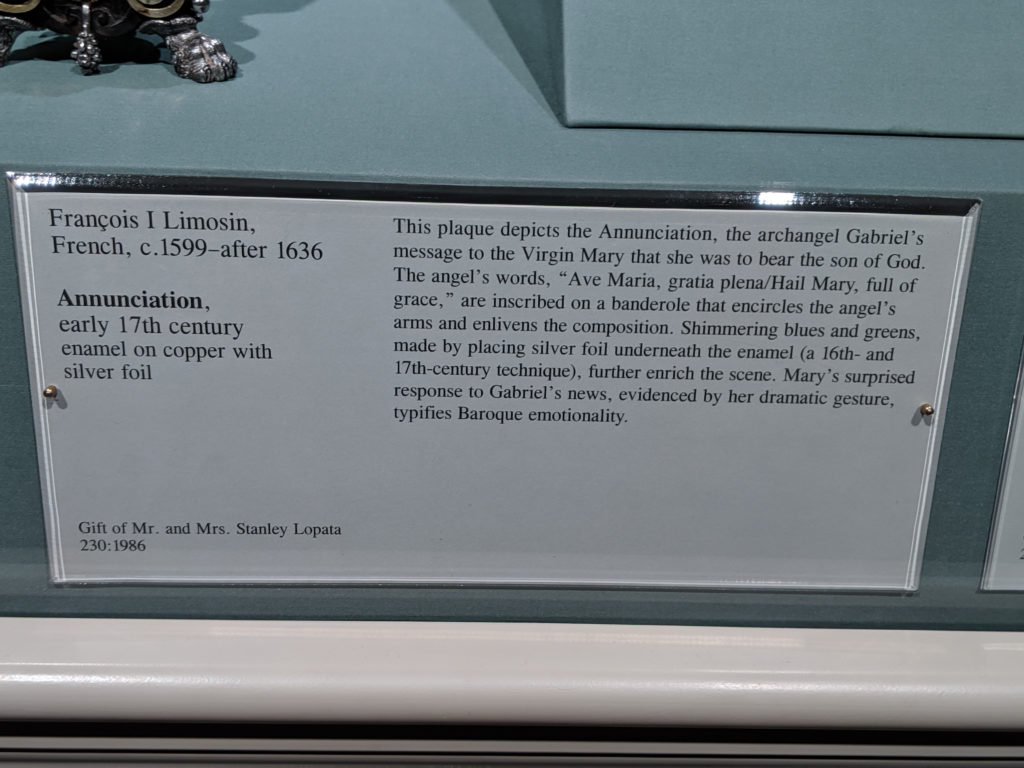 François I Limosin,
French, c.1599–after 1636
Annunciation,
early 17th century
enamel on copper with
silver foil
Gift of Mr. and Mrs. Stanley Lopata
230:1986
This plaque depicts the Annunciation, the archangel Gabriel's
message to the Virgin Mary that she was to bear the son of God.
The angel's words, “Ave Maria, gratia plena/Hail Mary, full of
grace,” are inscribed on a banderole that encircles the angel's
arms and enlivens the composition. Shimmering blues and greens,
made by placing silver foil underneath the enamel (a 16th- and
17th-century technique), further enrich the scene. Mary's surprised
response to Gabriel's news, evidenced by her dramatic gesture,
typifies Baroque emotionality.